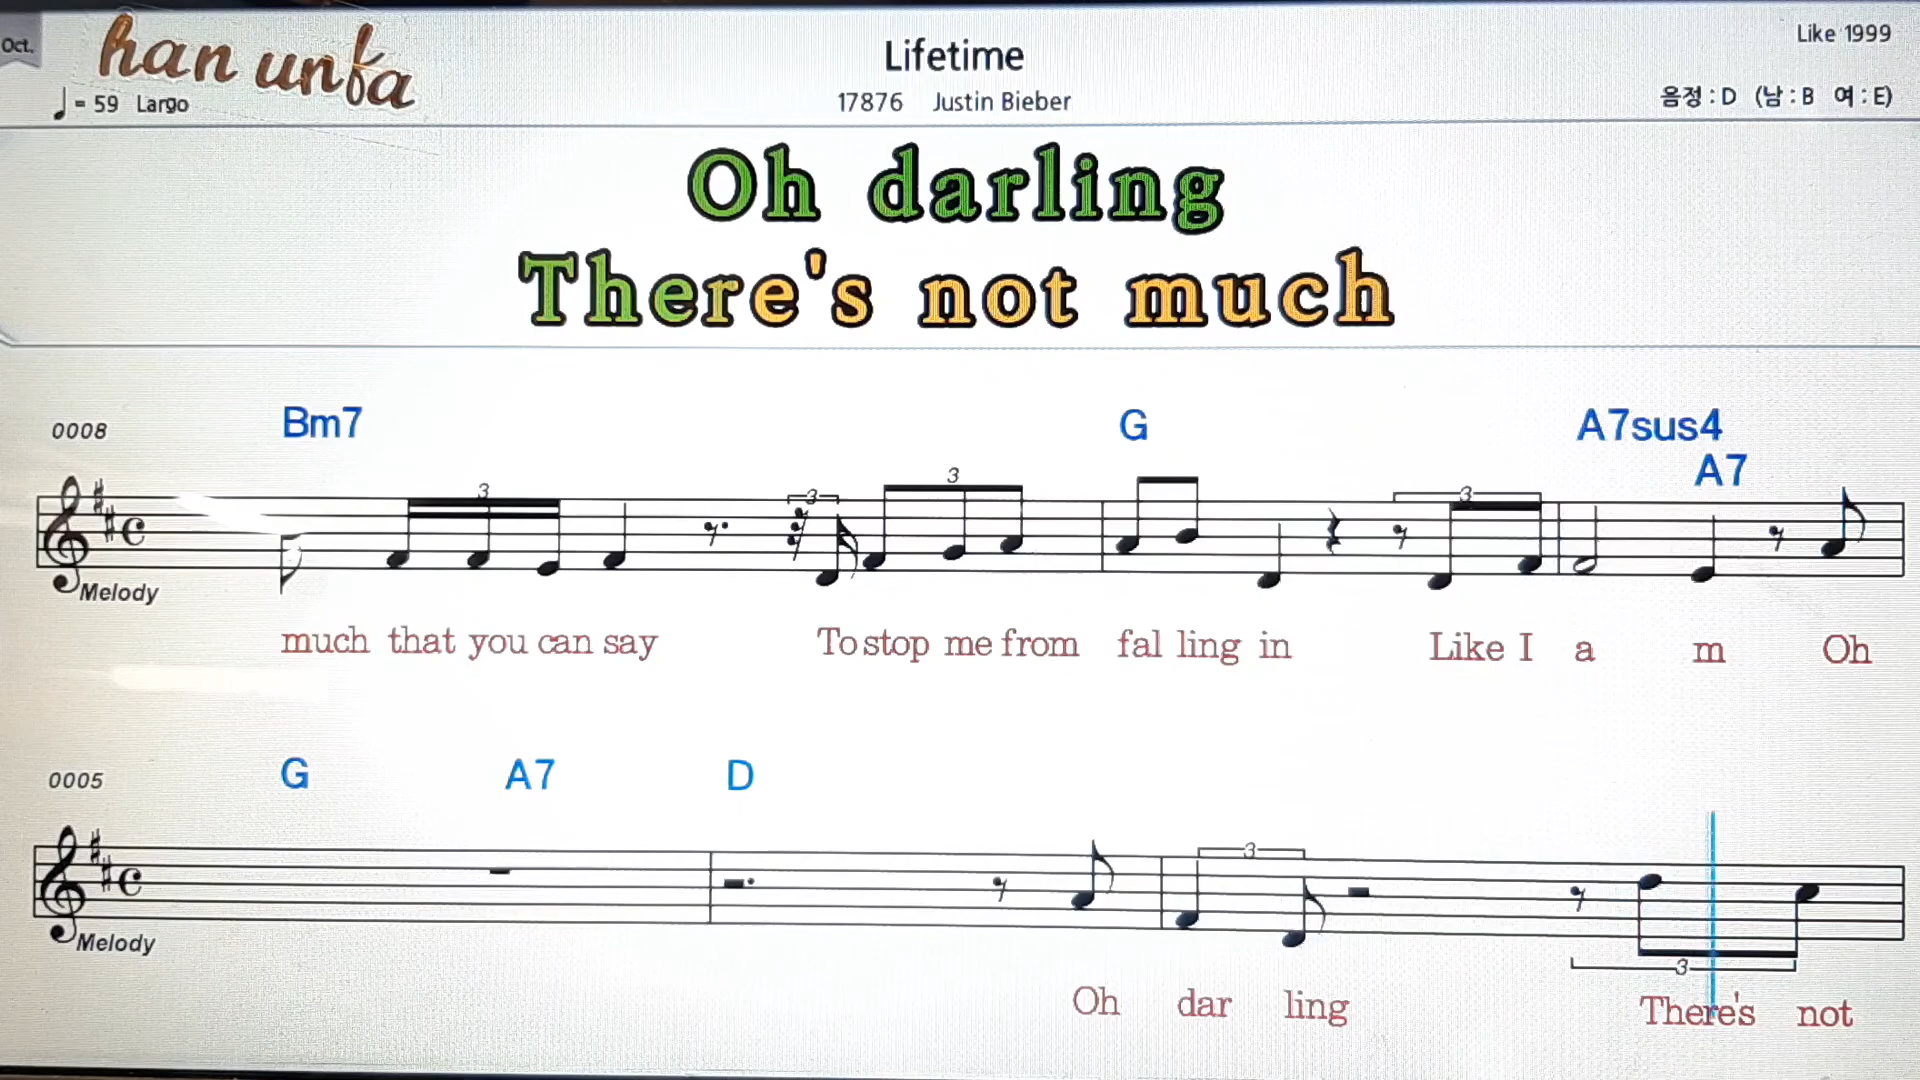 Oct.
han unfa
Lifetime
Like 1999
♩ = 59 Largo
17876 Justin Bieber
음정 : D (남 : B 여 : E)
Oh darling
There's not much
0008 Bm7 G A7sus4
A7
3 3 3 3
Melody
much that you can say To stop me from fal ling in Like I a m Oh
0005 G A7 D
3
Melody
3
Oh dar ling There's not